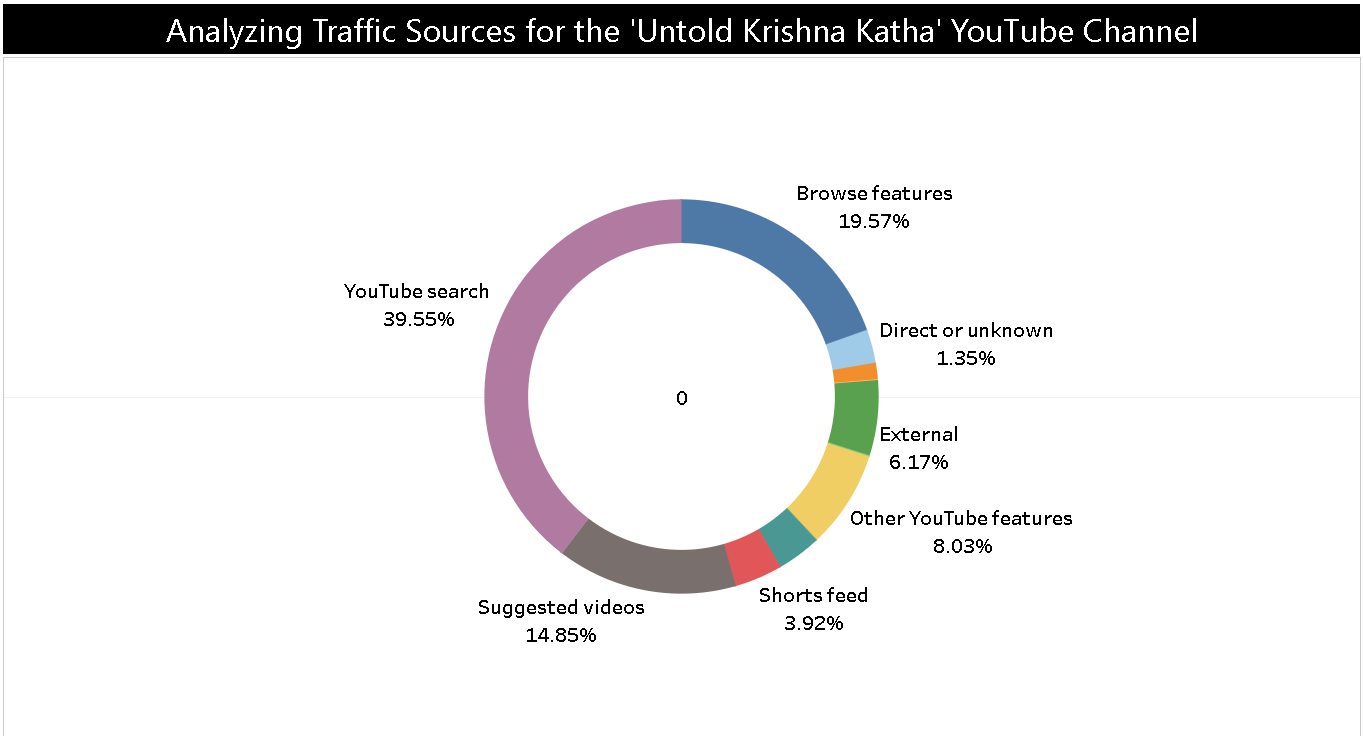 Analyzing Traffic Sources for the 'Untold Krishna Katha' YouTube Channel
Browse features
19.57%
YouTube search
39.55%
Direct or unknown
1.35%
0
External
6.17%
Other YouTube features
8.03%
Shorts feed
3.92%
Suggested videos
14.85%